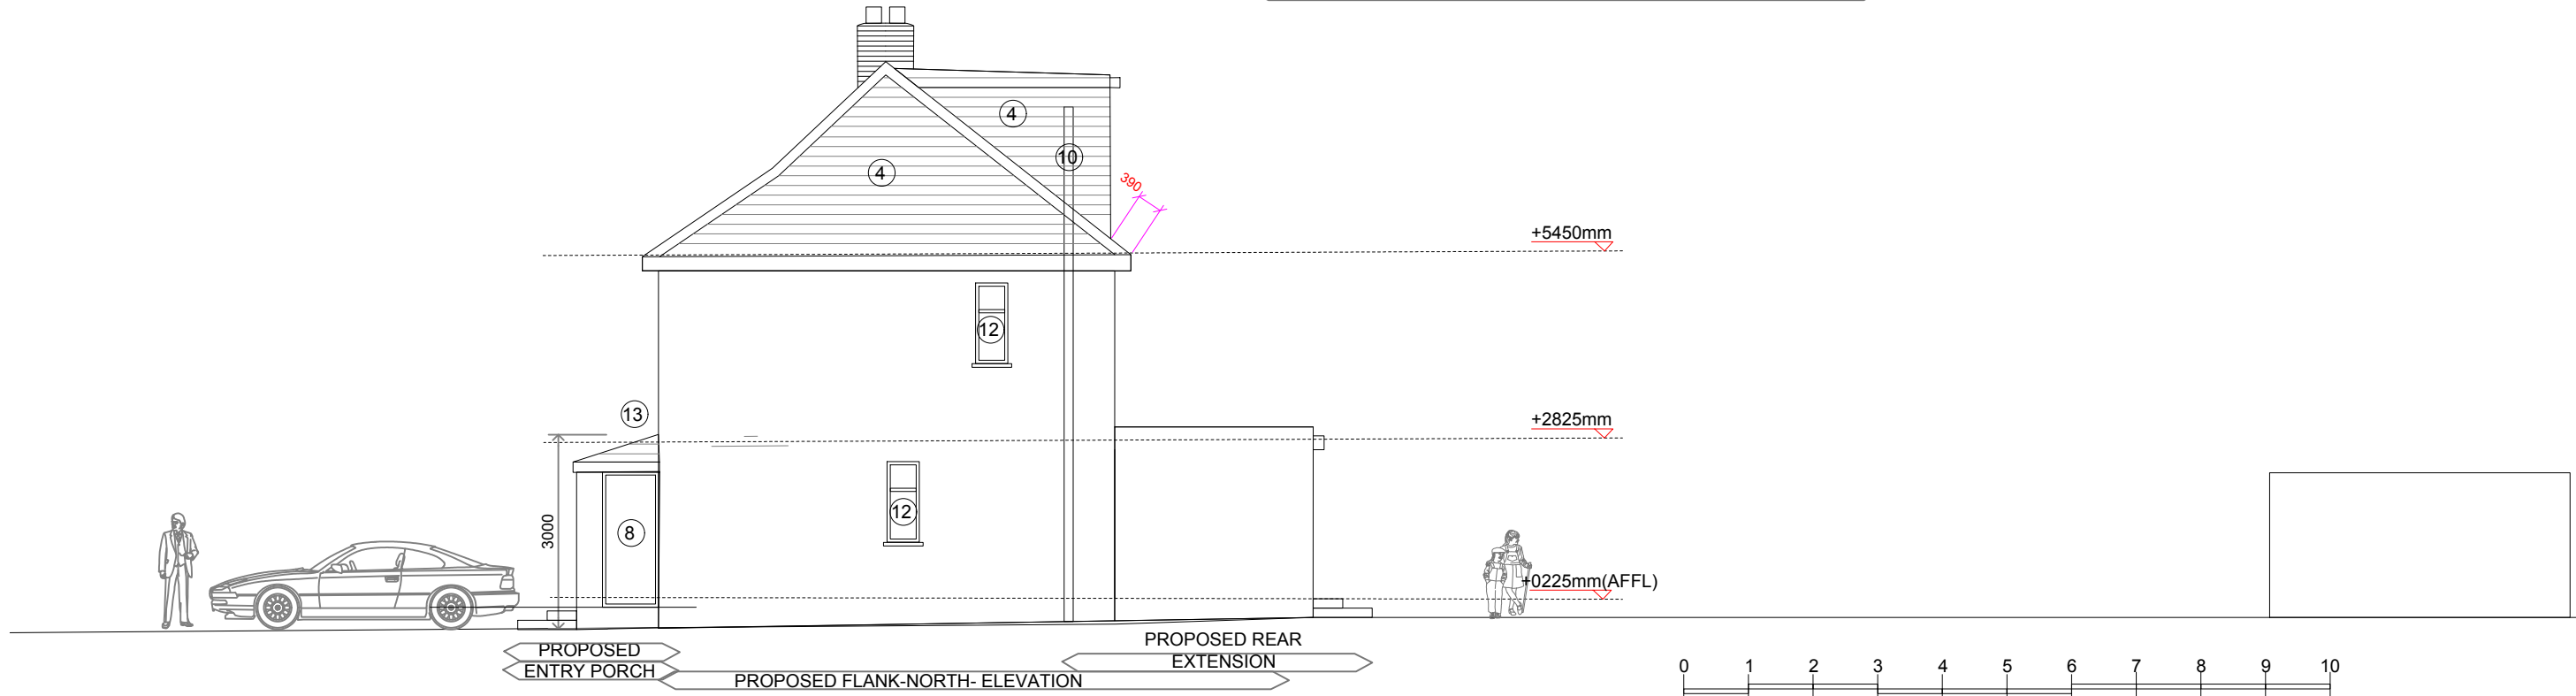 4
10
4
390
+5450mm
12
13
+2825mm
3000
12
8
+0225mm(AFFL)
PROPOSED
ENTRY PORCH
PROPOSED REAR
EXTENSION
PROPOSED FLANK-NORTH- ELEVATION
0 1 2 3 4 5 6 7 8 9 10